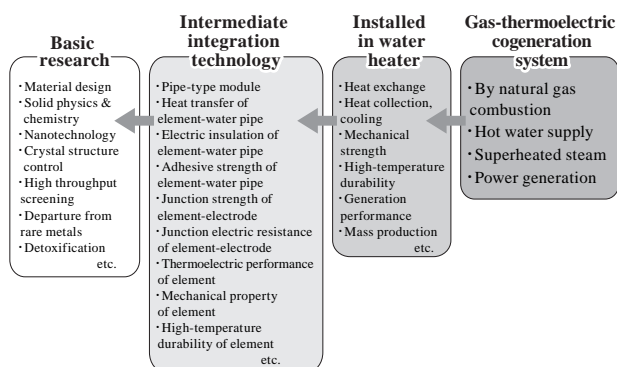 Basic
research
·Material design
·Solid physics &
chemistry
·Nanotechnology
·Crystal structure
control
·High throughput
screening
·Departure from
rare metals
·Detoxification
etc.
Intermediate
integration
technology
·Pipe-type module
·Heat transfer of
element-water pipe
·Electric insulation of
element-water pipe
·Adhesive strength of
element-water pipe
·Junction strength of
element-electrode
·Junction electric resistance
of element-electrode
·Thermoelectric performance
of element
·Mechanical property
of element
·High-temperature
durability of element
etc.
Installed
in water
heater
·Heat exchange
·Heat collection,
cooling
·Mechanical
strength
·High-temperature
durability
·Generation
performance
·Mass production
etc.
Gas-thermoelectric
cogeneration
system
·By natural gas
combustion
·Hot water supply
·Superheated steam
·Power generation